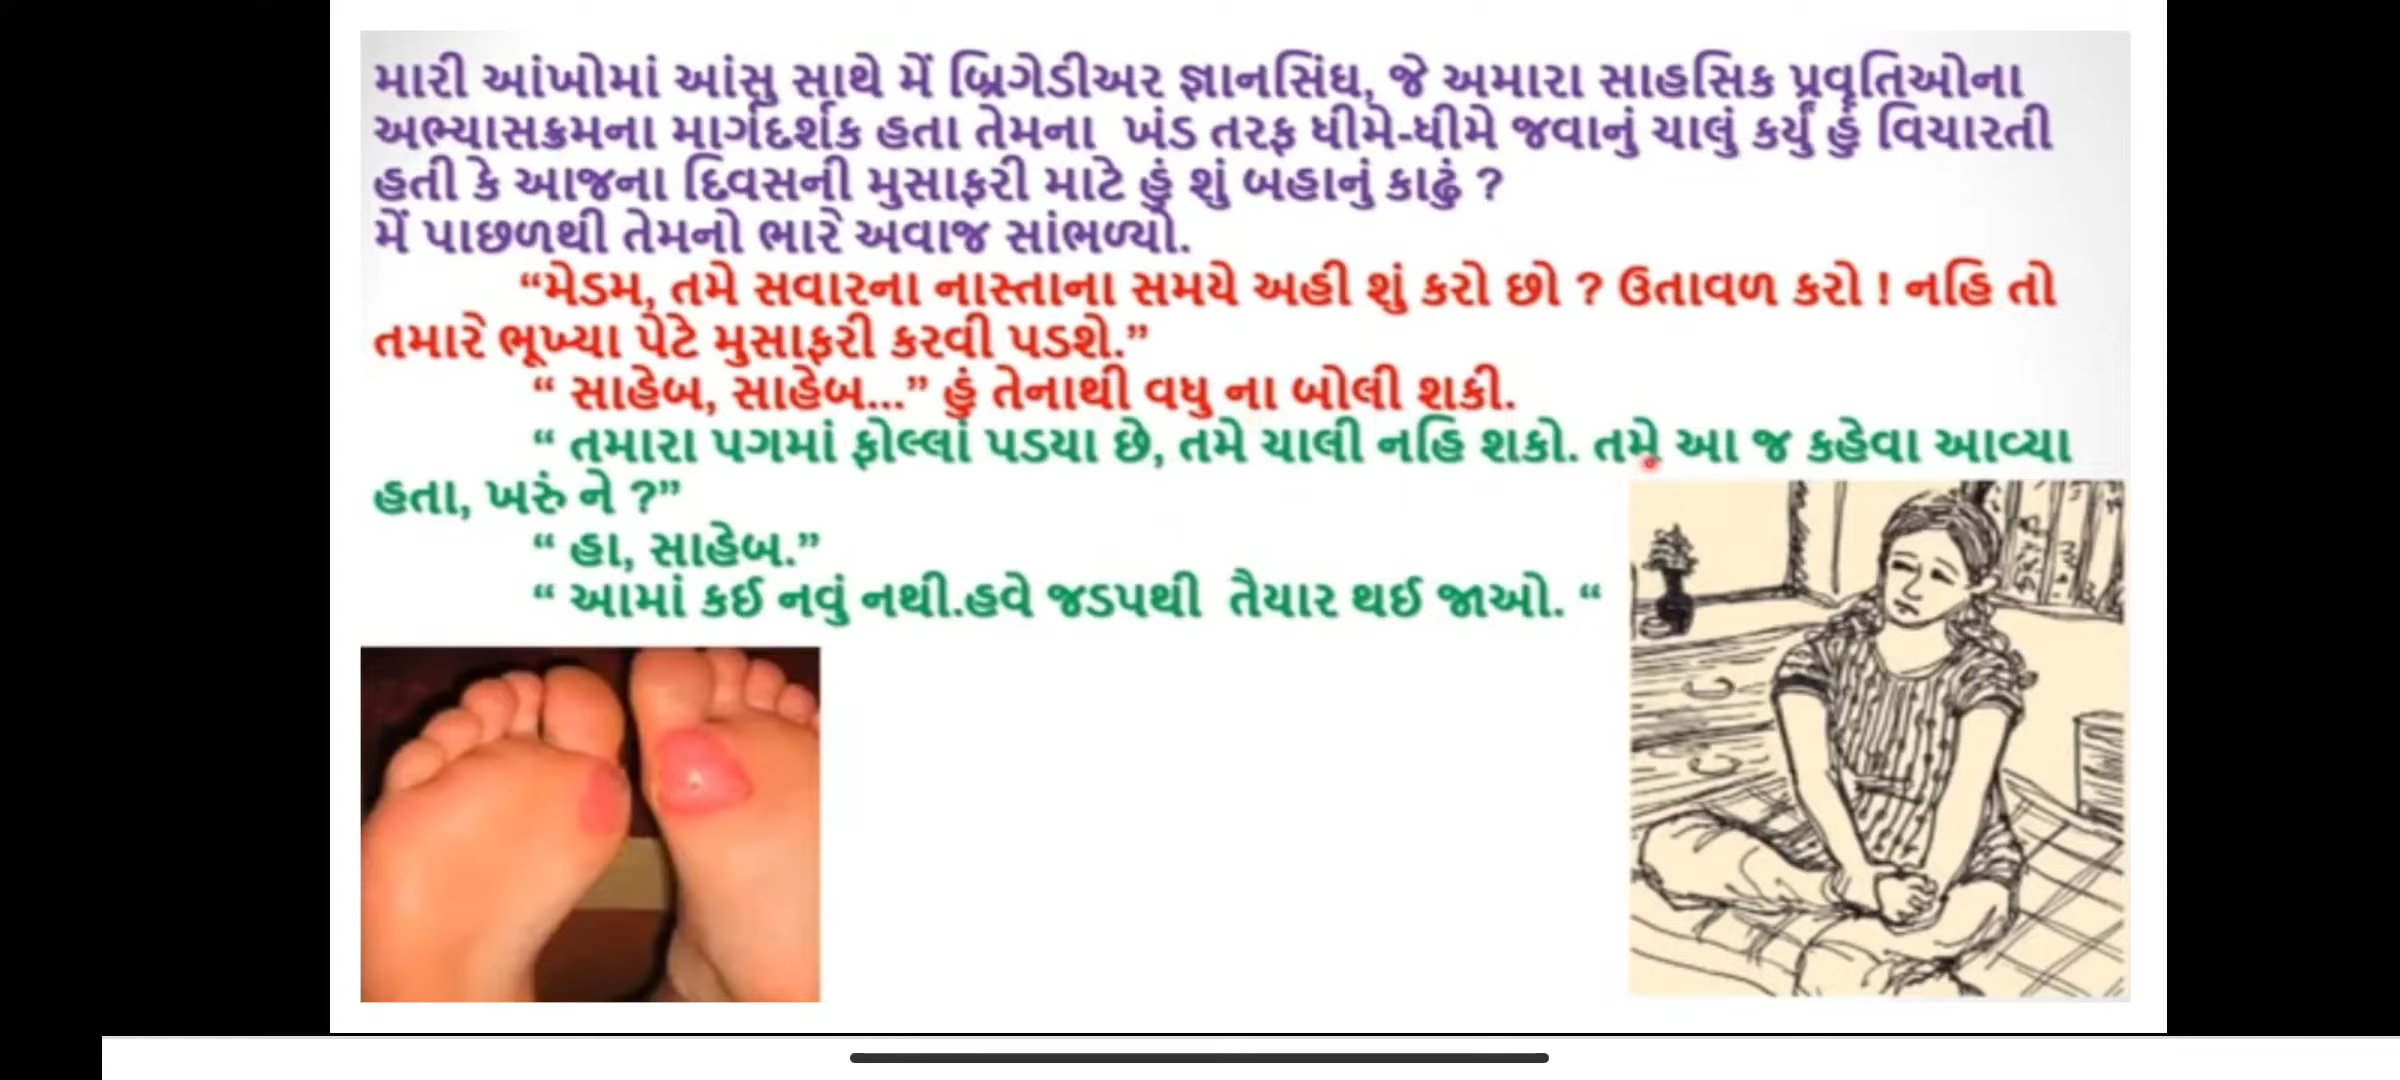 મારી આંખોમાં આંસુ સાથે મેં બ્રિગેડીઅર જ્ઞાનસિંઘ, જે અમારા સાહસિક પ્રવૃતિઓના
અભ્યાસક્રમના માર્ગદર્શક હતા તેમના ખંડ તરફ ધીમે-ધીમે જવાનું ચાલું કર્યું હું વિચારતી
હતી કે આજના દિવસની મુસાફરી માટે હું શું બહાનું કાઢું ?
મેં પાછળથી તેમનો ભારે અવાજ સાંભળ્યો.
“મેડમ, તમે સવારના નાસ્તાના સમયે અહી શું કરો છો ? ઉતાવળ કરો ! નહિ તો
તમારે ભૂખ્યા પેટે મુસાફરી કરવી પડશે.”
“ સાહેબ, સાહેબ...” હું તેનાથી વધુ ના બોલી શકી.
“ તમારા પગમાં ફોલ્લાં પડયા છે, તમે ચાલી નહિ શકો. તમે આ જ કહેવા આવ્યા
હતા, ખરું ને ?”
“ હા, સાહેબ.”
“ આમાં કઈ નવું નથી.હવે જડપથી તૈયાર થઈ જાઓ. “